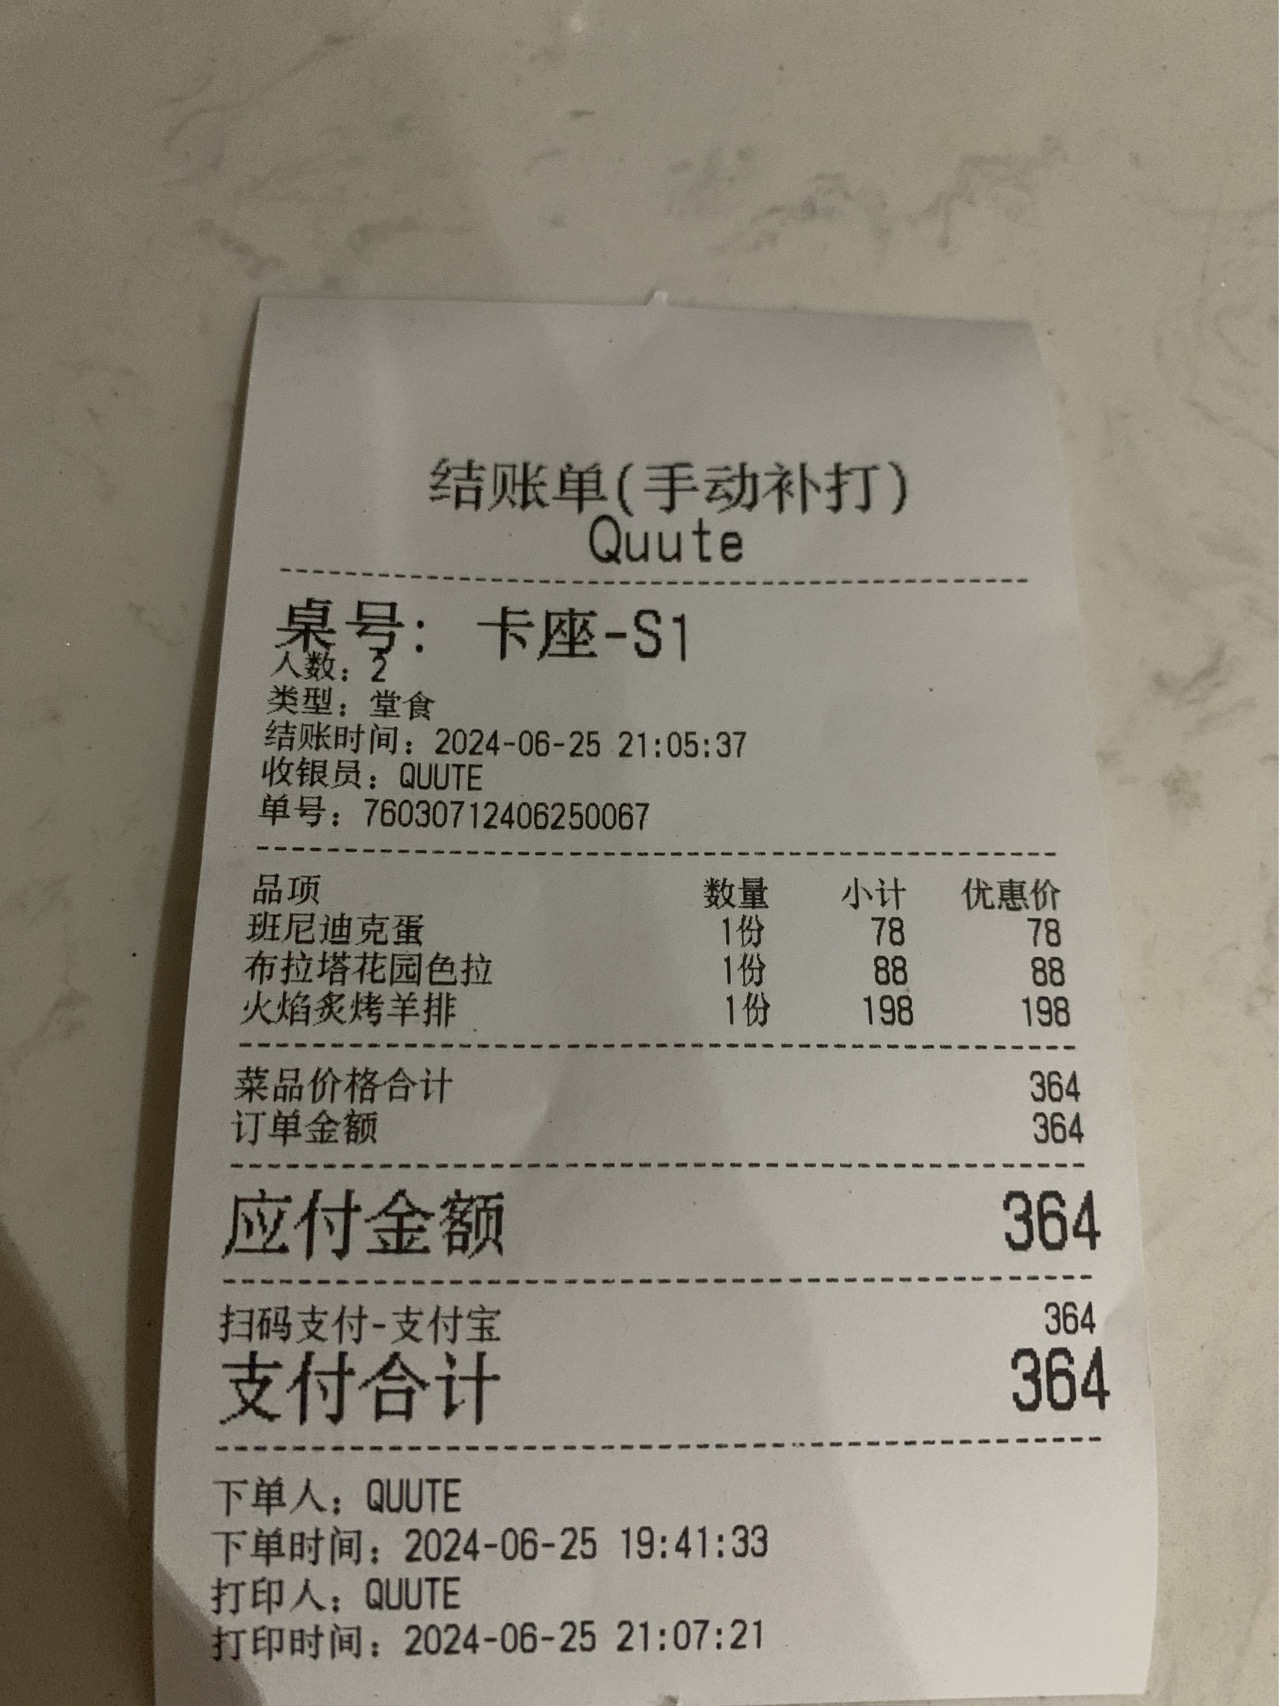 结账单(手动补打)
Quute
桌号： 卡座-S1
人数：2
类型：堂食
结账时间：2024-06-25 21:05:37
收银员：QUUTE
单号：76030712406250067
品项 数量 小计 优惠价
班尼迪克蛋 1份 78 78
布拉塔花园色拉 1份 88 88
火焰炙烤羊排 1份 198 198
菜品价格合计 364
订单金额 364
应付金额 364
扫码支付-支付宝 364
支付合计 364
下单人：QUUTE
下单时间：2024-06-25 19:41:33
打印人：QUUTE
打印时间：2024-06-25 21:07:21